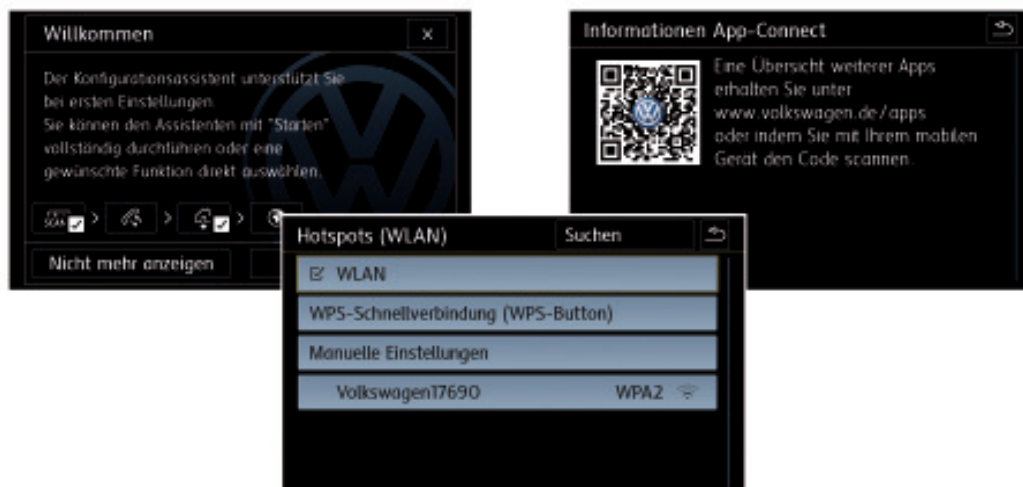 Willkommen
Der Konfigurationsassistent unterstützt Sie
bei ersten Einstellungen.
Sie können den Assistenten mit "Starten"
vollständig durchführen oder eine
gewünschte Funktion direkt auswählen.
Nicht mehr anzeigen
Informationen App-Connect
Eine Übersicht weiterer Apps
erhalten Sie unter
www.volkswagen.de/apps
oder indem Sie mit Ihrem mobilen
Gerät den Code scannen.
Hotspots (WLAN) Suchen
WLAN
WPS-Schnellverbindung (WPS-Button)
Manuelle Einstellungen
Volkswagen17690 WPA2